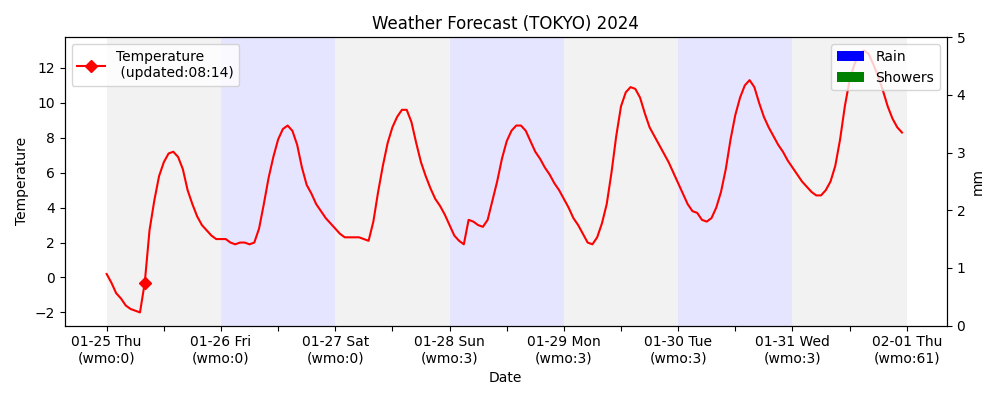 Weather Forecast (TOKYO) 2024
Temperature
(updated:08:14)
Rain
Showers
12
10
8
6
4
2
0
−2
Temperature
5
4
3
2
1
0
mm
01-25 Thu
(wmo:0)
01-26 Fri
(wmo:0)
01-27 Sat
(wmo:0)
01-28 Sun
(wmo:3)
01-29 Mon
(wmo:3)
01-30 Tue
(wmo:3)
01-31 Wed
(wmo:3)
02-01 Thu
(wmo:61)
Date